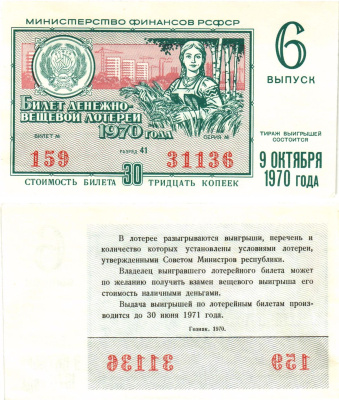 МИНИСТЕРСТВО ФИНАНСОВ РСФСР
6
ВЫПУСК
БИЛЕТ ДЕНЕЖНО-
ВЕЩЕВОЙ ЛОТЕРЕИ
1970 ГОДА
БИЛЕТ №
СЕРИЯ №
159
РАЗРЯД 41
31136
СТОИМОСТЬ БИЛЕТА 30 ТРИДЦАТЬ КОПЕЕК
ТИРАЖ ВЫИГРЫШЕЙ
СОСТОИТСЯ
9 ОКТЯБРЯ
1970 ГОДА
В лотерее разыгрываются выигрыши, перечень и
количество которых установлены условиями лотереи,
утвержденными Советом Министров республики.
Владелец выигравшего лотерейного билета может
по желанию получить взамен вещевого выигрыша его
стоимость наличными деньгами.
Выдача выигрышей по лотерейным билетам произ-
водится до 30 июня 1971 года.
Гознак. 1970.
31136
159